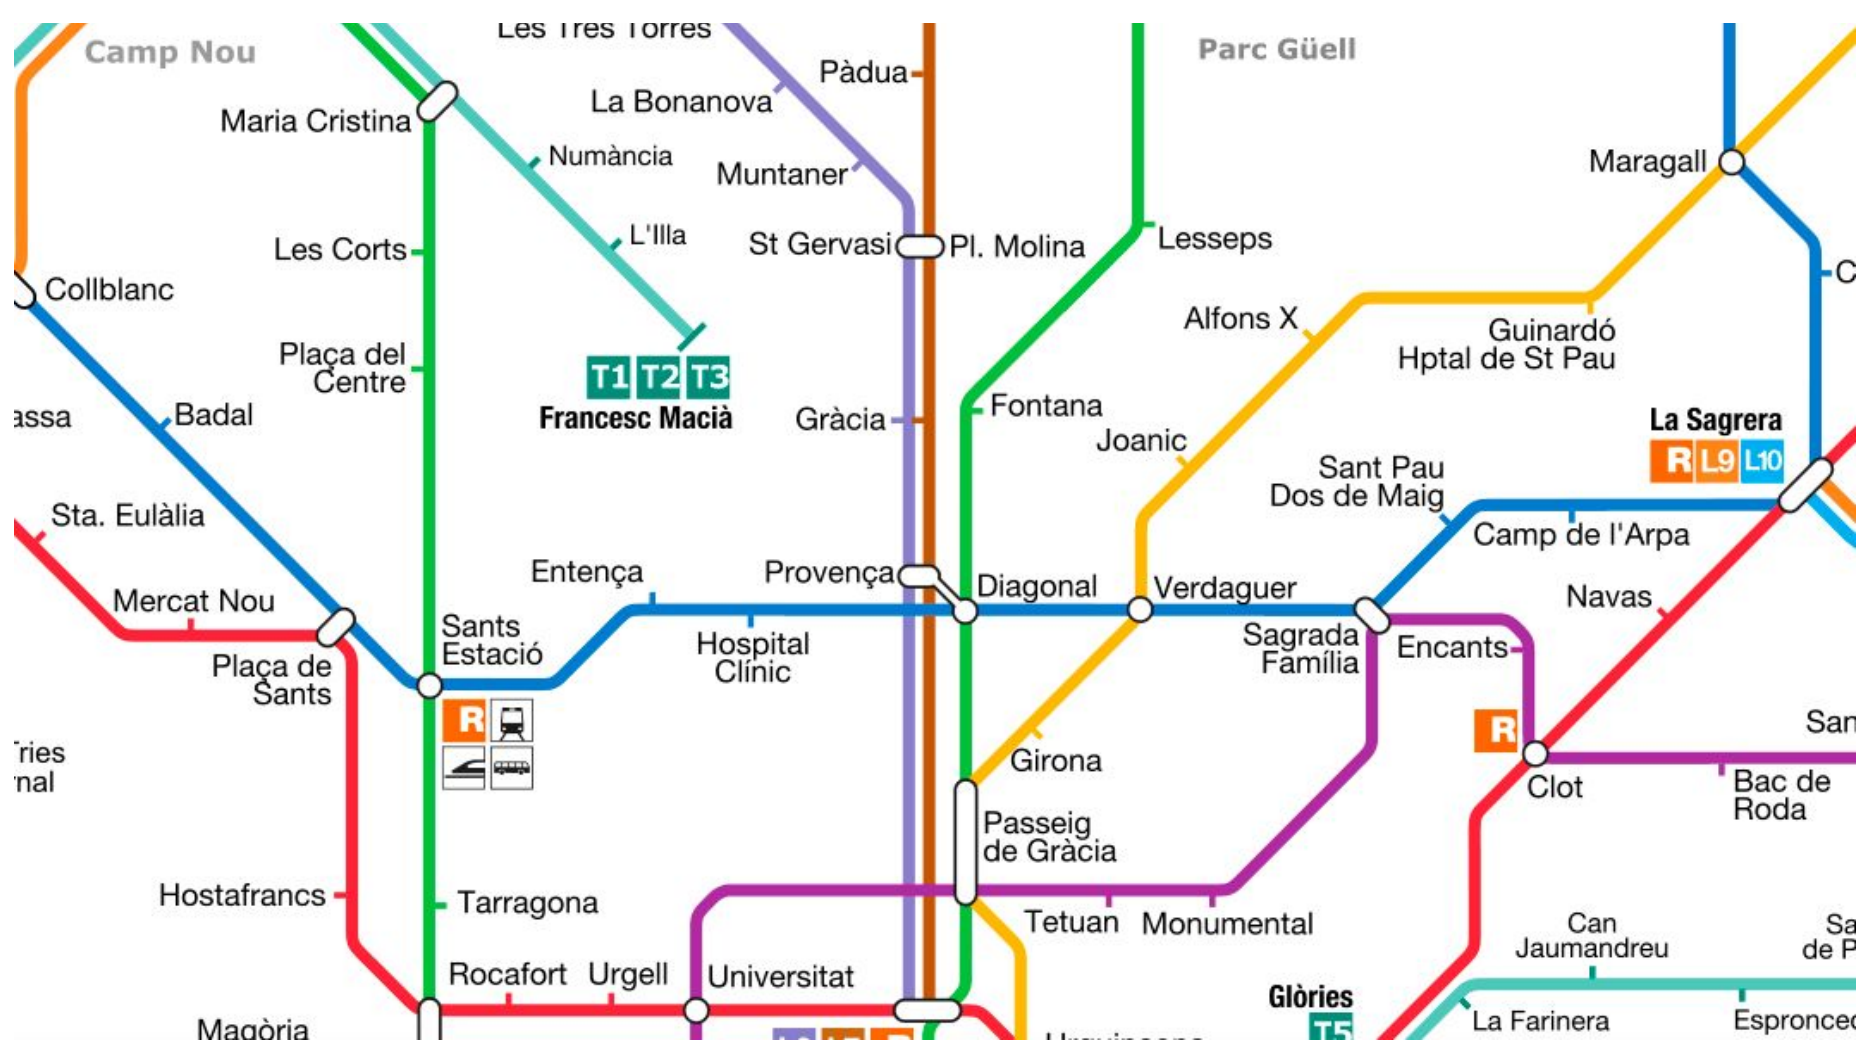 Les Tres Torres
Camp Nou
Parc Güell
Pàdua
La Bonanova
Maria Cristina
Numància
Muntaner
Maragall
L'Illa
Les Corts
St Gervasi
Pl. Molina
Lesseps
Collblanc
Alfons X
Guinardó
Hptal de St Pau
Plaça del
Centre
T1 T2 T3
Francesc Macià
Badal
Gràcia
Fontana
Joanic
La Sagrera
R L9 L10
Sant Pau
Dos de Maig
Sta. Eulàlia
Camp de l'Arpa
Entença
Provença
Diagonal
Verdaguer
Mercat Nou
Navas
Sants
Estació
Hospital
Clínic
Sagrada
Família
Encants
Plaça de
Sants
R
R
Girona
Clot
Bac de
Roda
Passeig
de Gràcia
Hostafrancs
Tarragona
Tetuan
Monumental
Can
Jaumandreu
Rocafort
Urgell
Universitat
Glòries
T5
La Farinera
Magòria